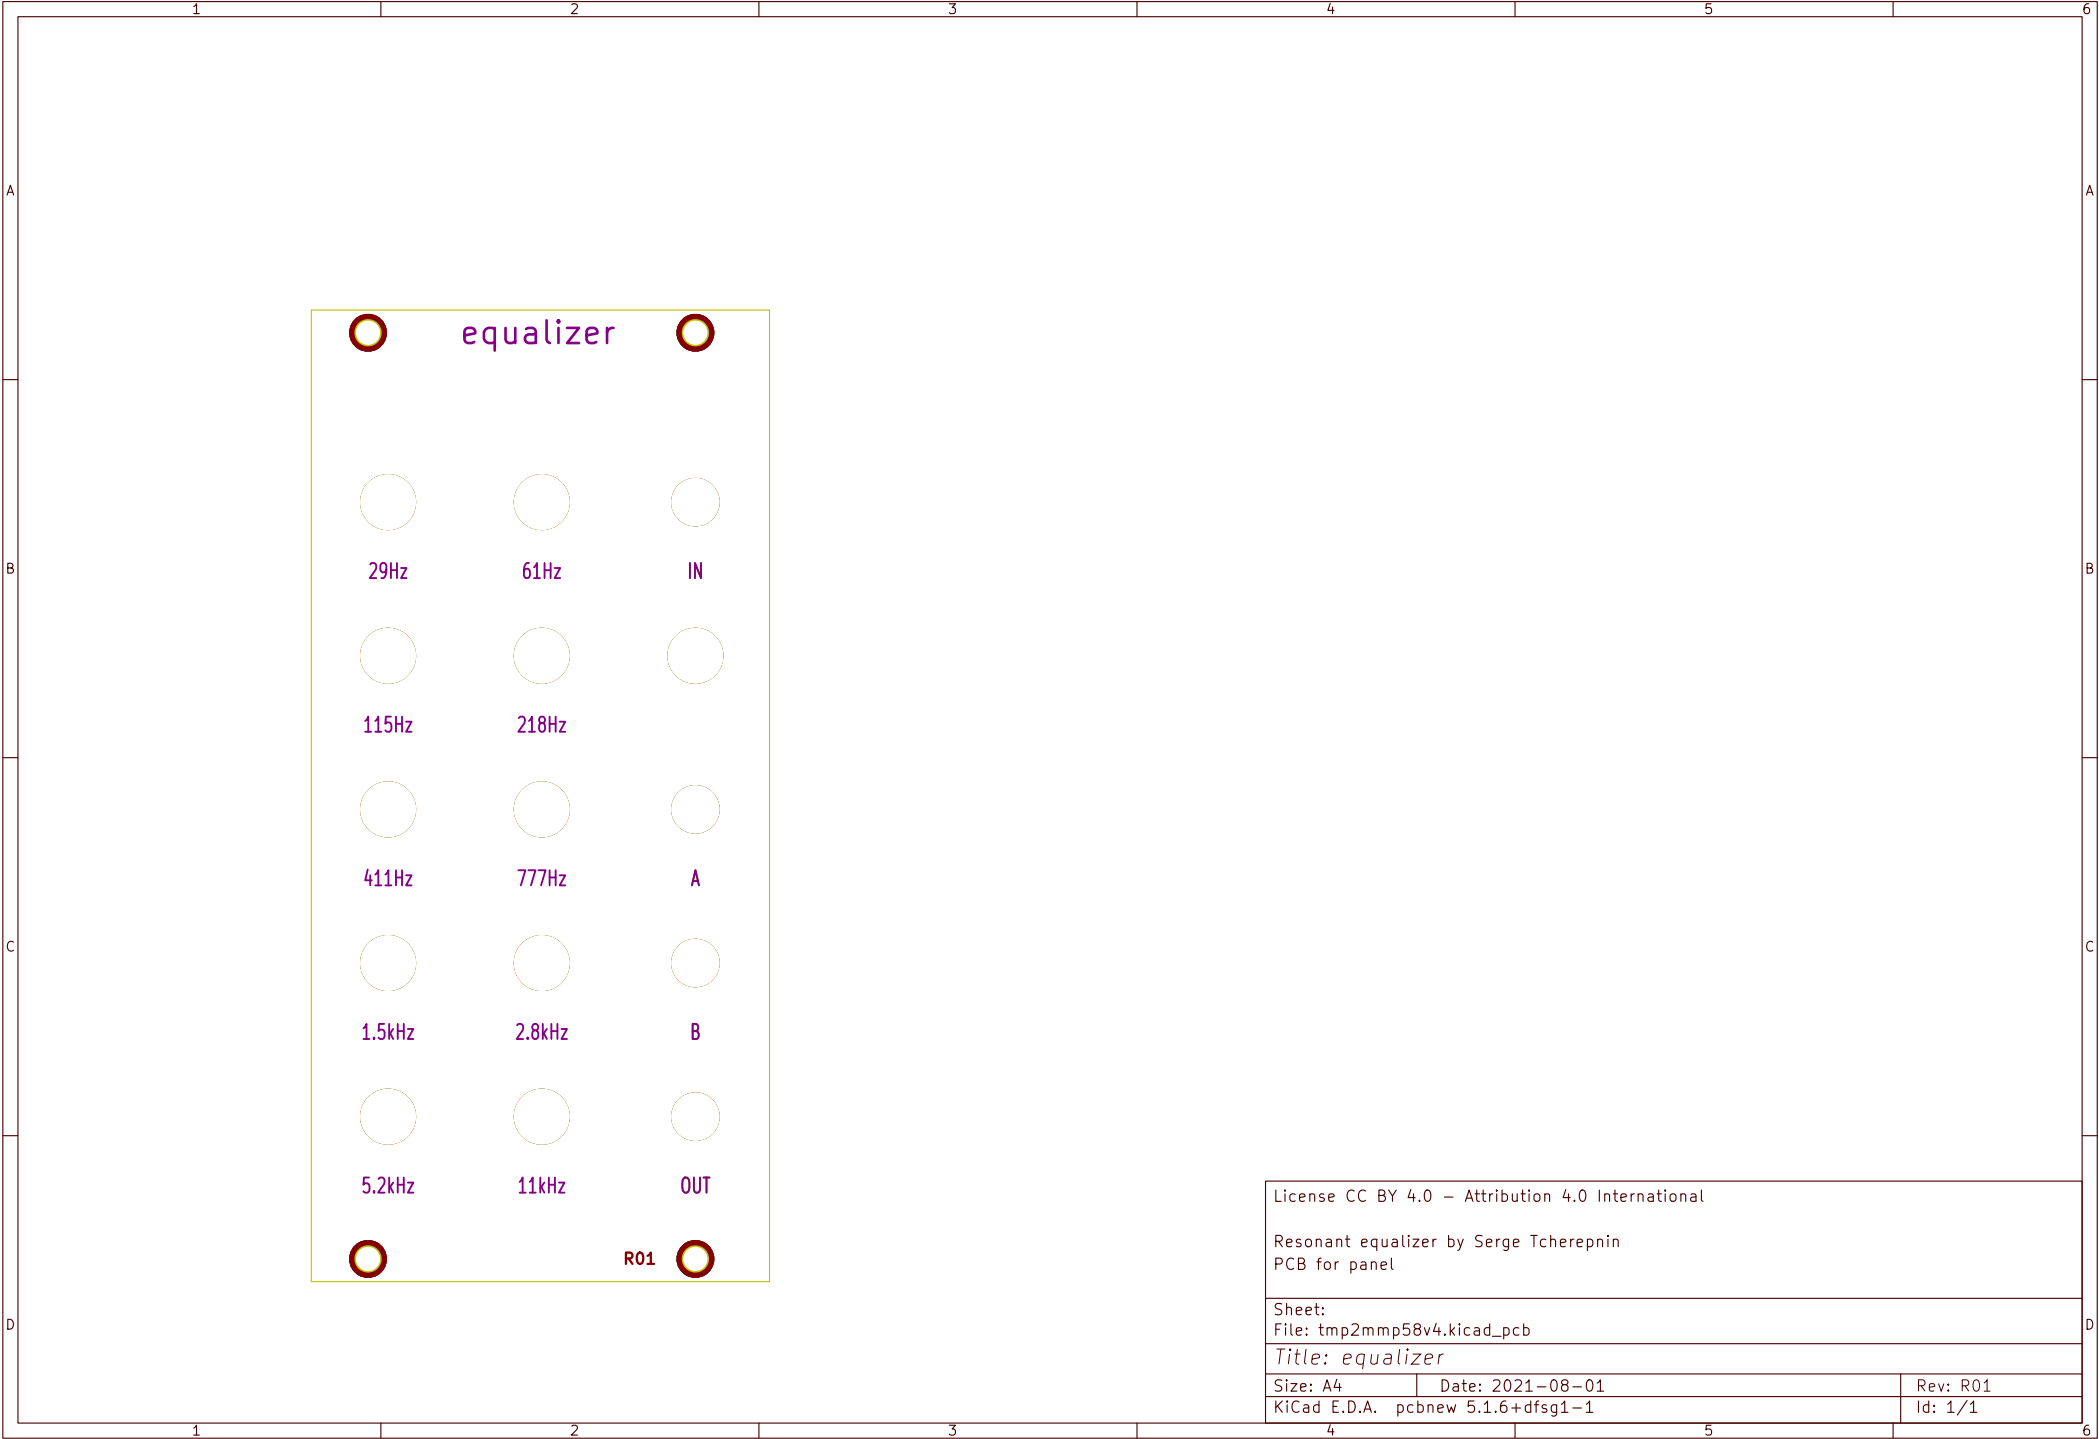 1 2 3 4 5 6
A A
equalizer
B B
29Hz 61Hz IN
115Hz 218Hz
411Hz 777Hz A
C C
1.5kHz 2.8kHz B
5.2kHz 11kHz OUT
R01
License CC BY 4.0 - Attribution 4.0 International
Resonant equalizer by Serge Tcherepnin
PCB for panel
Sheet:
File: tmp2mmp58v4.kicad_pcb
D D
Title: equalizer
Size: A4 Date: 2021-08-01 Rev: R01
KiCad E.D.A. pcbnew 5.1.6+dfsg1-1 Id: 1/1
1 2 3 4 5 6